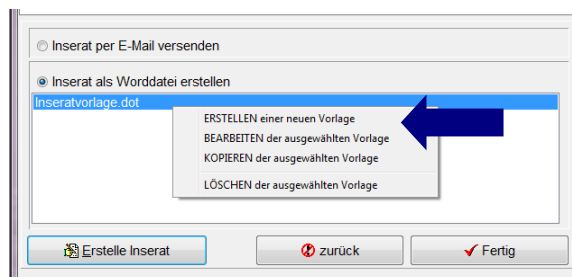 Inserat per E-Mail versenden
Inserat als Worddatei erstellen
Inseratvorlage.dot
ERSTELLEN einer neuen Vorlage
BEARBEITEN der ausgewählten Vorlage
KOPIEREN der ausgewählten Vorlage
LÖSCHEN der ausgewählten Vorlage
Erstelle Inserat
zurück
Fertig